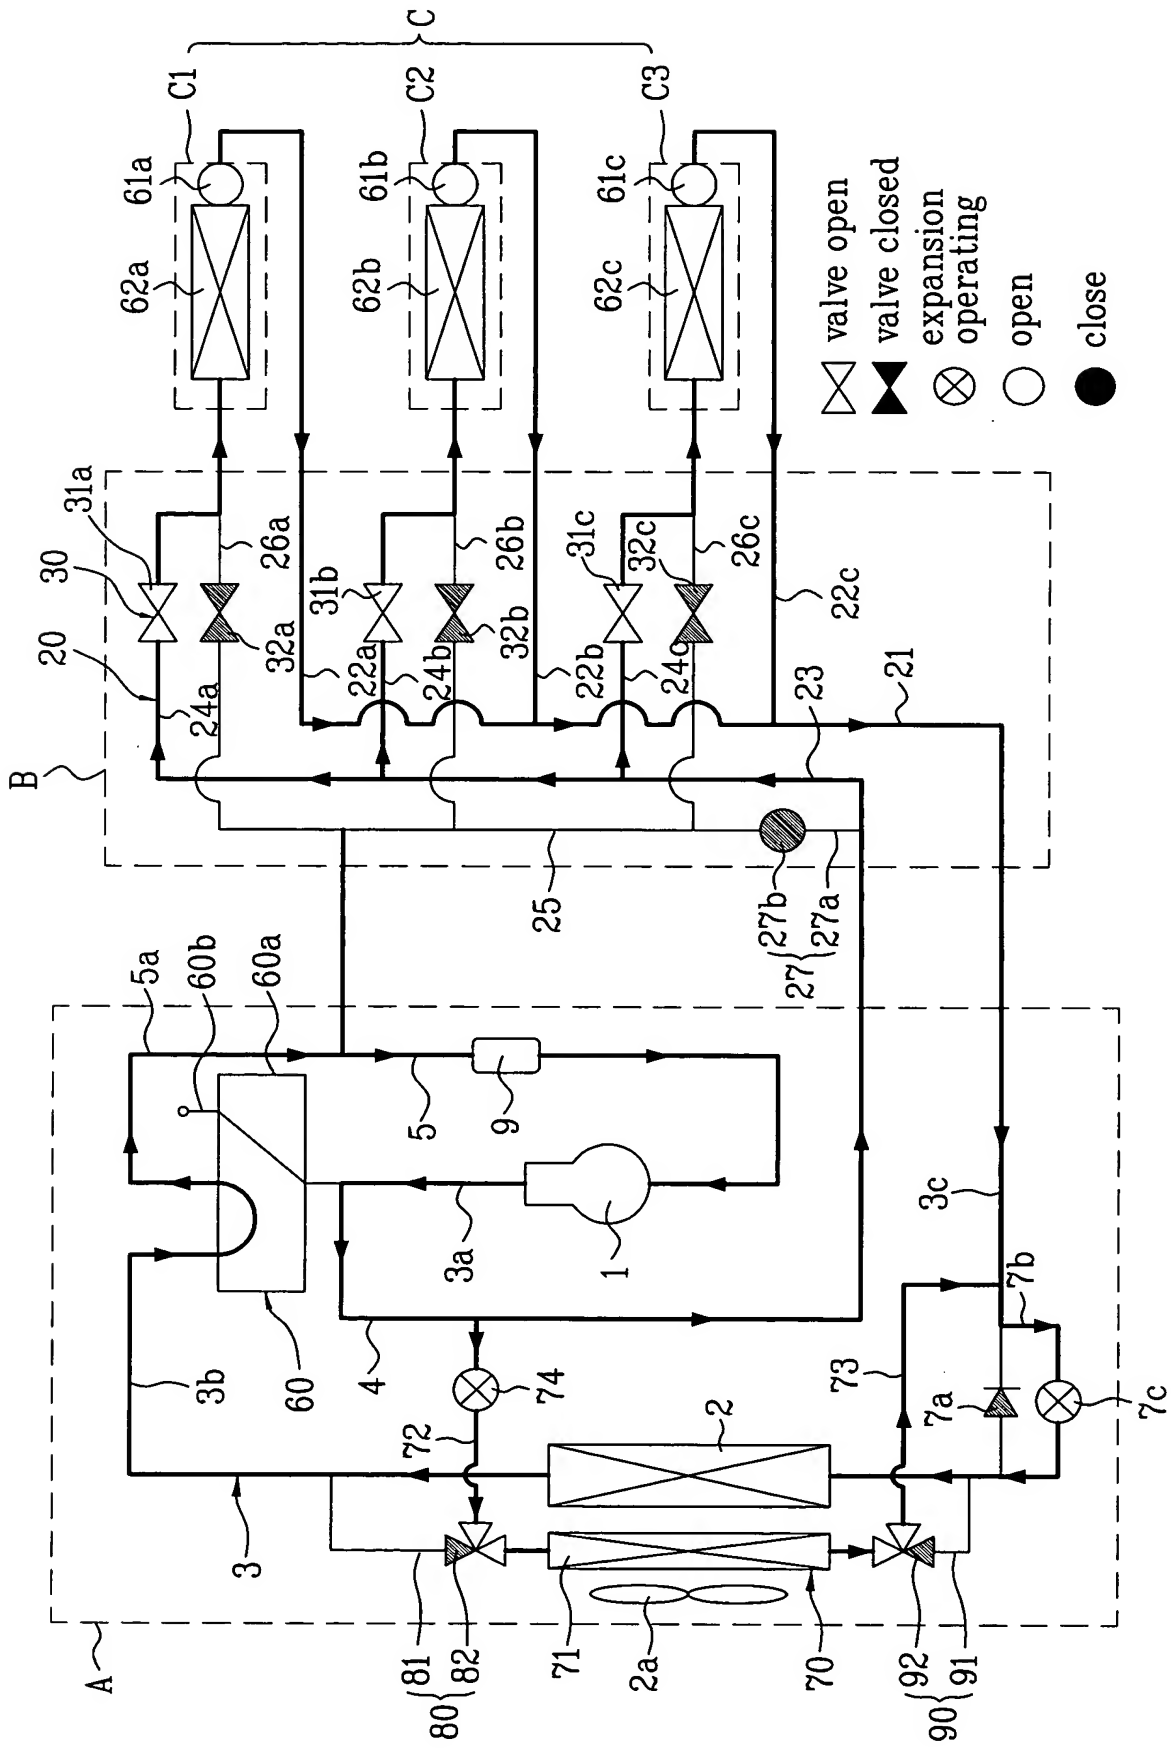 A
B
C
C1
C2
C3
61a
62a
61b
62b
61c
62c
31a
30
20
26a
32a
24a
22a
31b
26b
32b
24b
22b
31c
32c
26c
24c
22c
21
23
25
27b
27a
27
5a
60b
60a
60
5
9
1
3a
3b
3c
4
3
74
72
73
7a
7b
7c
2
71
2a
70
81
82
80
92
91
90
valve open
valve closed
expansion
operating
open
close